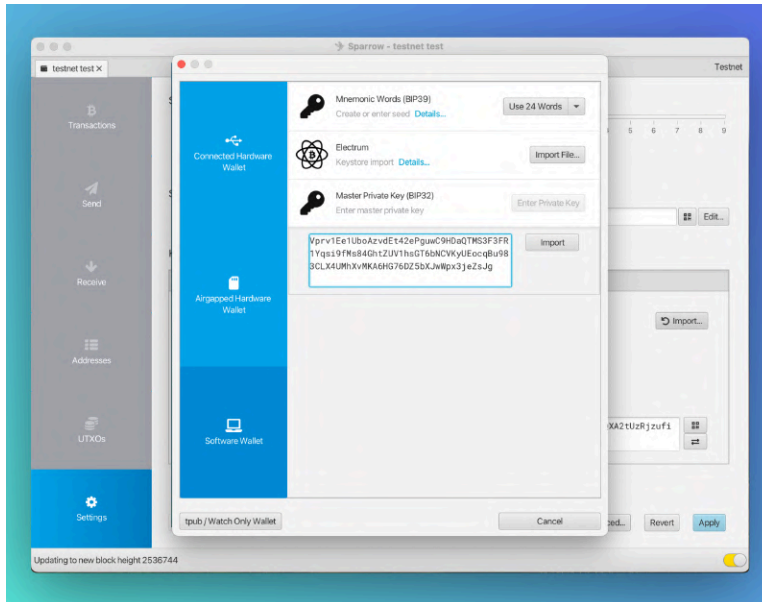 Sparrow - testnet test
testnet test X
Testnet
Transactions
Send
Receive
Addresses
UTXOs
Settings
Connected Hardware
Wallet
Airgapped Hardware
Wallet
Software Wallet
Mnemonic Words (BIP39)
Create or enter seed Details...
Use 24 Words
Electrum
Keystore import Details...
Import File...
Master Private Key (BIP32)
Enter master private key
Enter Private Key
Vprv1Ee1UboAzvdEt42ePguwC9HDaQTMS3F3FR
1Yqsi9fMs84GhtZUV1hsGT6bNCVKyUEocqBu98
3CLX4UMhXvMKA6HG76DZ5bXJwWpx3jeZsJg
Import
5 6 7 8 9
Edit...
Import...
XA2tUzRjzufi
tpub / Watch Only Wallet
Cancel
Revert
Apply
Updating to new block height 2536744